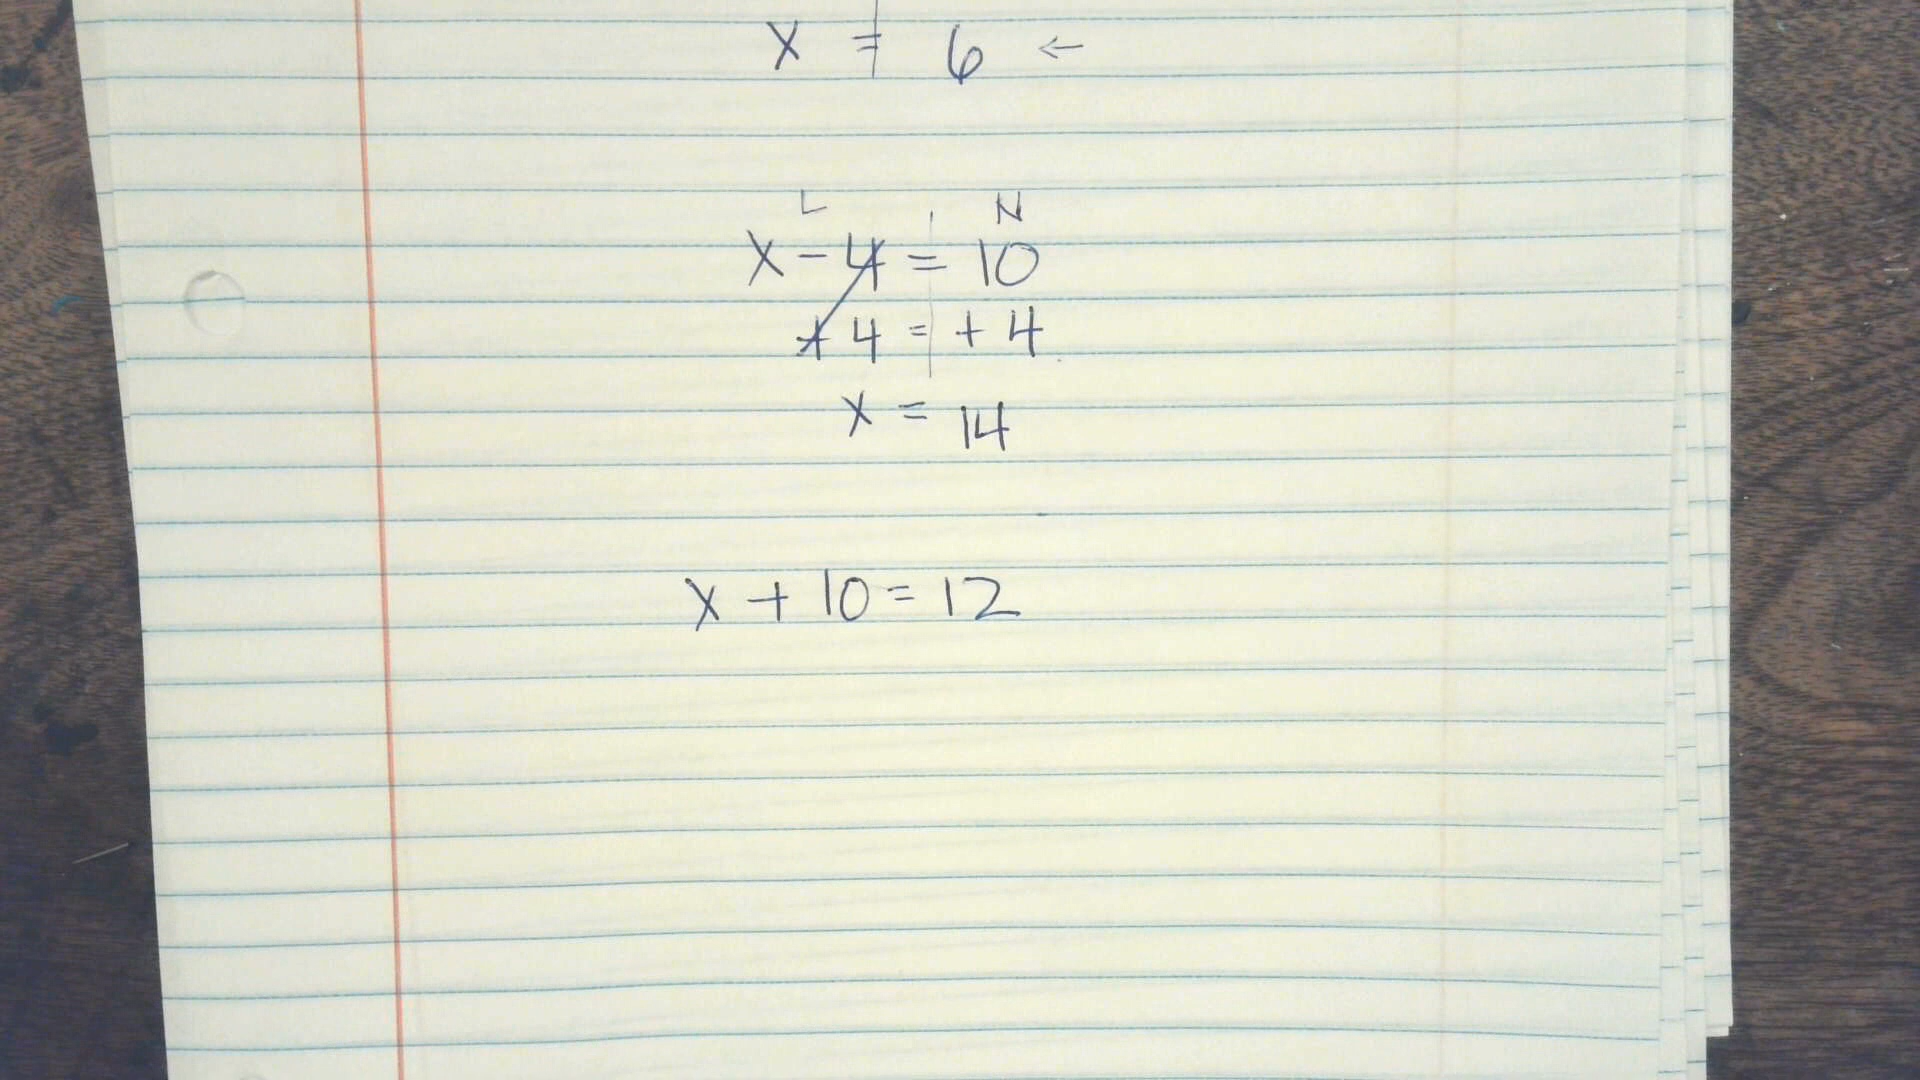 x = 6 ←
L N
x - 4 = 10
+ 4 = + 4
x = 14
x + 10 = 12